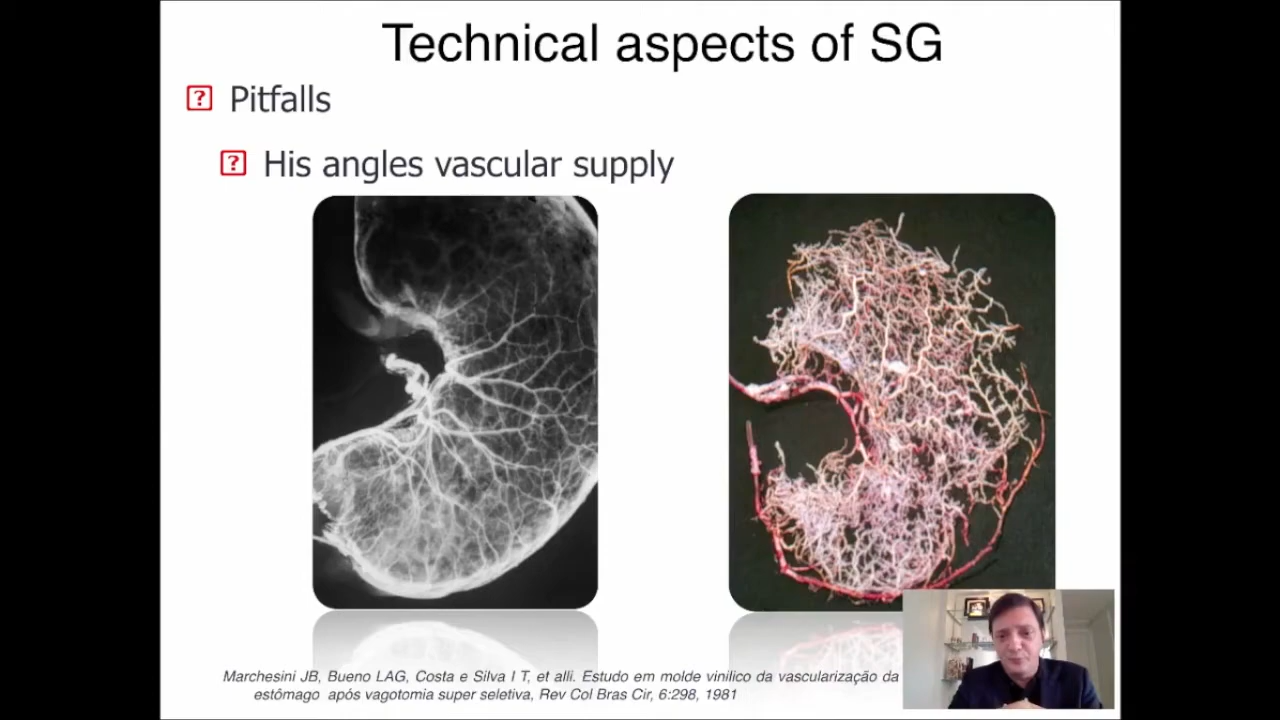 Technical aspects of SG
Pitfalls
His angles vascular supply
Marchesini JB, Bueno LAG, Costa e Silva I T, et alli. Estudo em molde vinilico da vascularização da
estômago após vagotomia super seletiva, Rev Col Bras Cir, 6:298, 1981